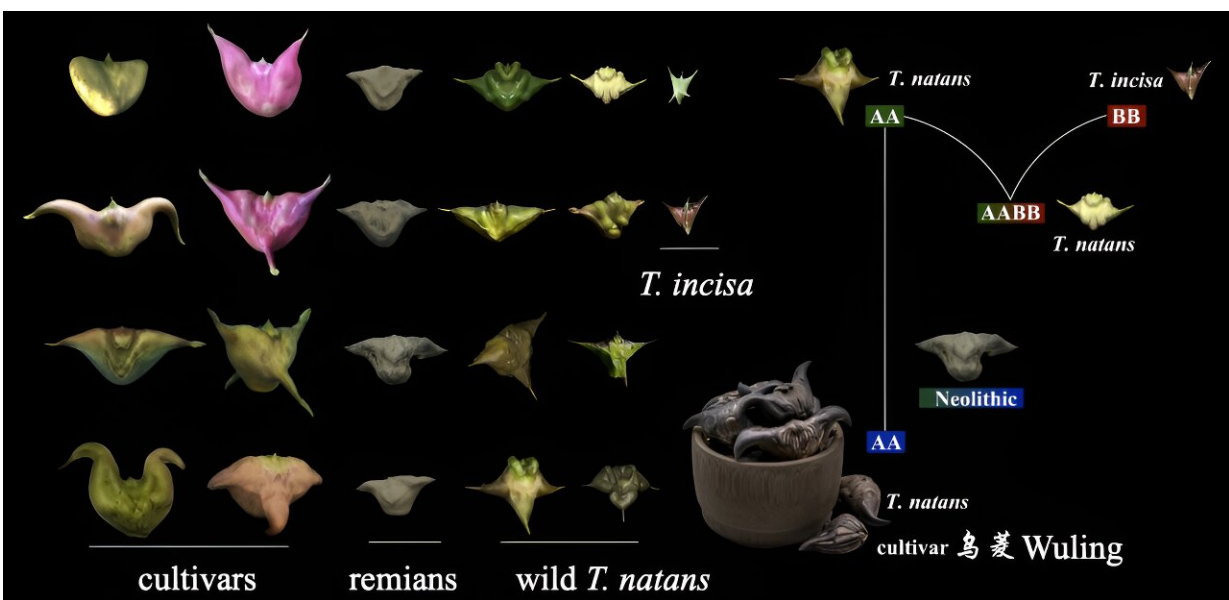 T. natans
T. incisa
AA
BB
AABB
T. natans
T. incisa
Neolithic
AA
T. natans
cultivar 乌菱 Wuling
cultivars
remians
wild T. natans